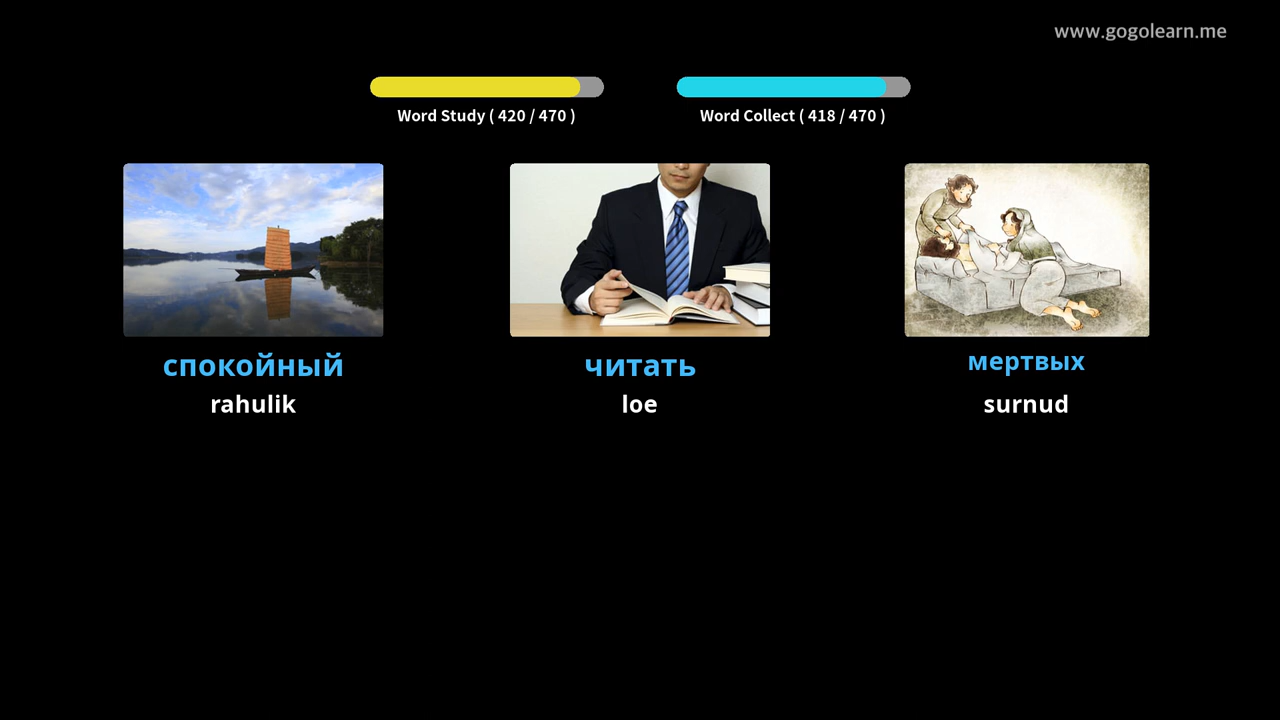 www.gogolearn.me
Word Study ( 420 / 470 )
Word Collect ( 418 / 470 )
спокойный
читать
мертвых
rahulik
loe
surnud